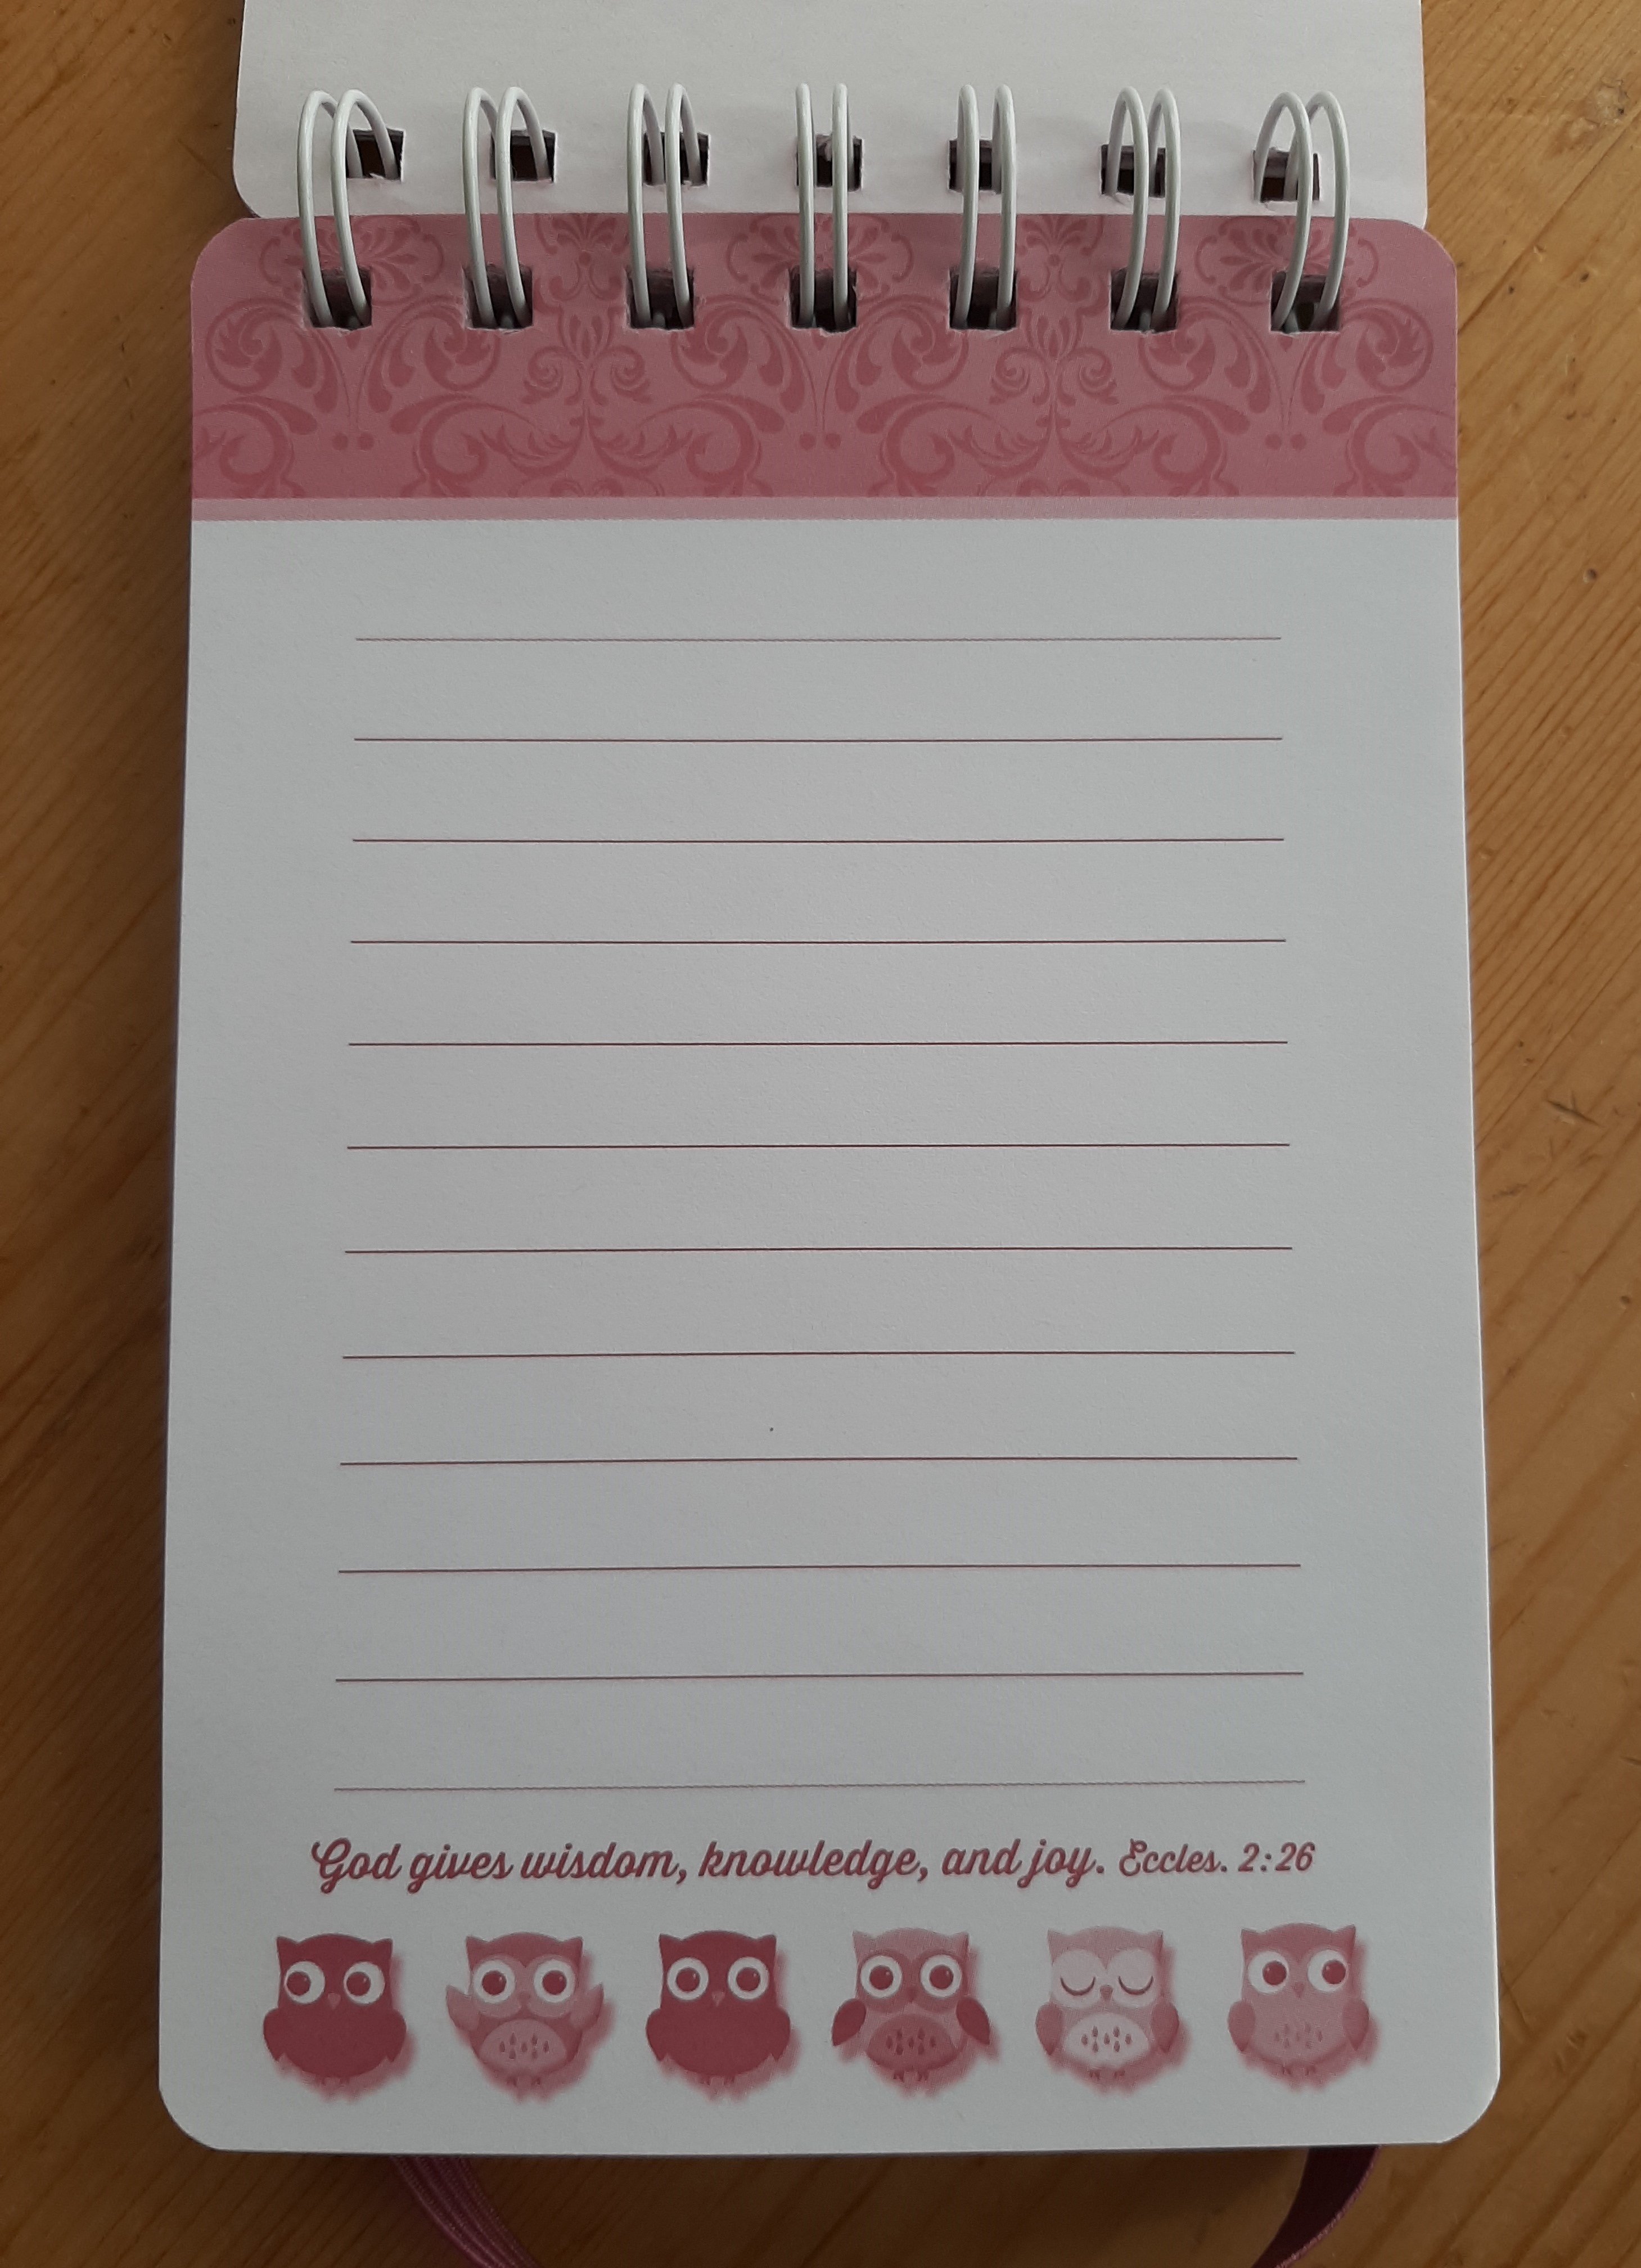 God gives wisdom, knowledge, and joy. Eccles. 2:26